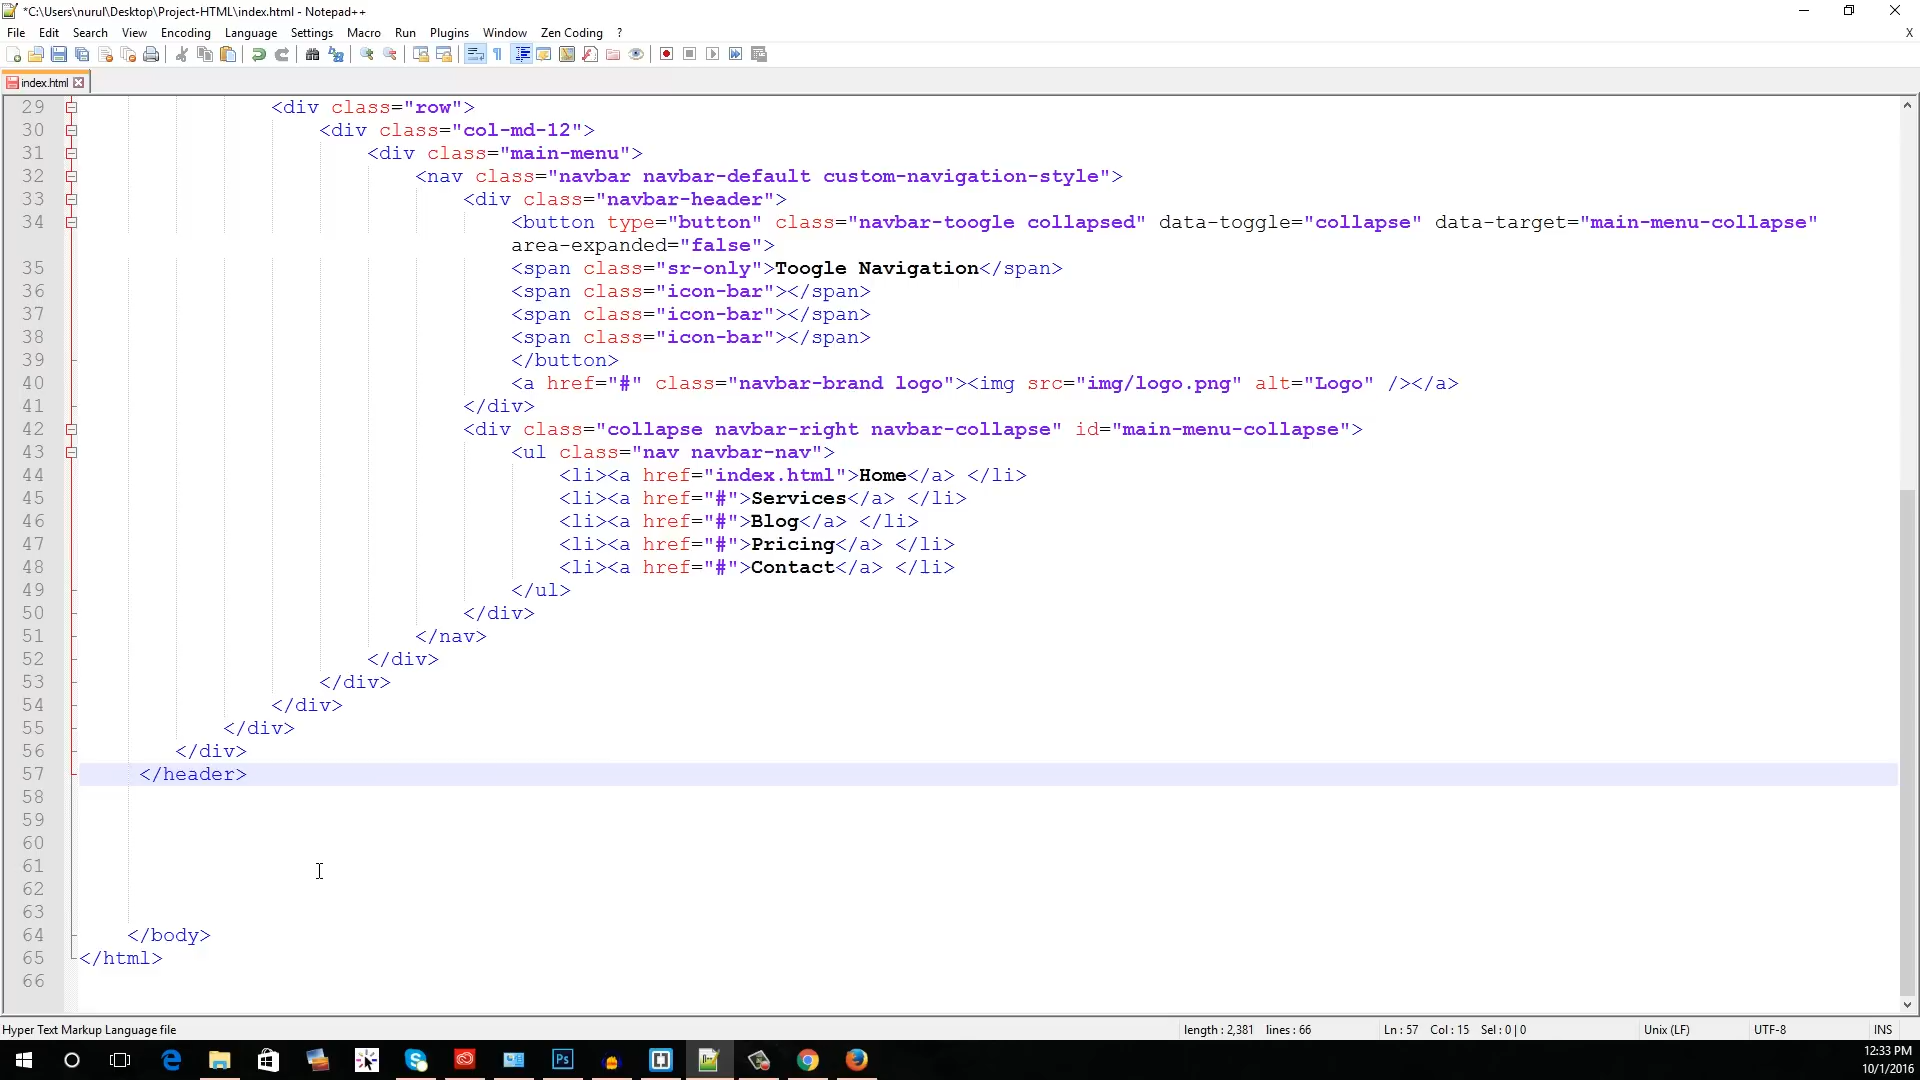 *C:\Users\nurul\Desktop\Project-HTML\index.html - Notepad++
File Edit Search View Encoding Language Settings Macro Run Plugins Window Zen Coding ? X
index.html
29 <div class="row">
30 <div class="col-md-12">
31 <div class="main-menu">
32 <nav class="navbar navbar-default custom-navigation-style">
33 <div class="navbar-header">
34 <button type="button" class="navbar-toogle collapsed" data-toggle="collapse" data-target="main-menu-collapse"
area-expanded="false">
35 <span class="sr-only">Toogle Navigation</span>
36 <span class="icon-bar"></span>
37 <span class="icon-bar"></span>
38 <span class="icon-bar"></span>
39 </button>
40 <a href="#" class="navbar-brand logo"><img src="img/logo.png" alt="Logo" /></a>
41 </div>
42 <div class="collapse navbar-right navbar-collapse" id="main-menu-collapse">
43 <ul class="nav navbar-nav">
44 <li><a href="index.html">Home</a> </li>
45 <li><a href="#">Services</a> </li>
46 <li><a href="#">Blog</a> </li>
47 <li><a href="#">Pricing</a> </li>
48 <li><a href="#">Contact</a> </li>
49 </ul>
50 </div>
51 </nav>
52 </div>
53 </div>
54 </div>
55 </div>
56 </div>
57 </header>
58
59
60
61
62
63
64 </body>
65 </html>
66
Hyper Text Markup Language file length : 2,381 lines : 66 Ln : 57 Col : 15 Sel : 0 | 0 Unix (LF) UTF-8 INS
Ps
12:33 PM
10/1/2016